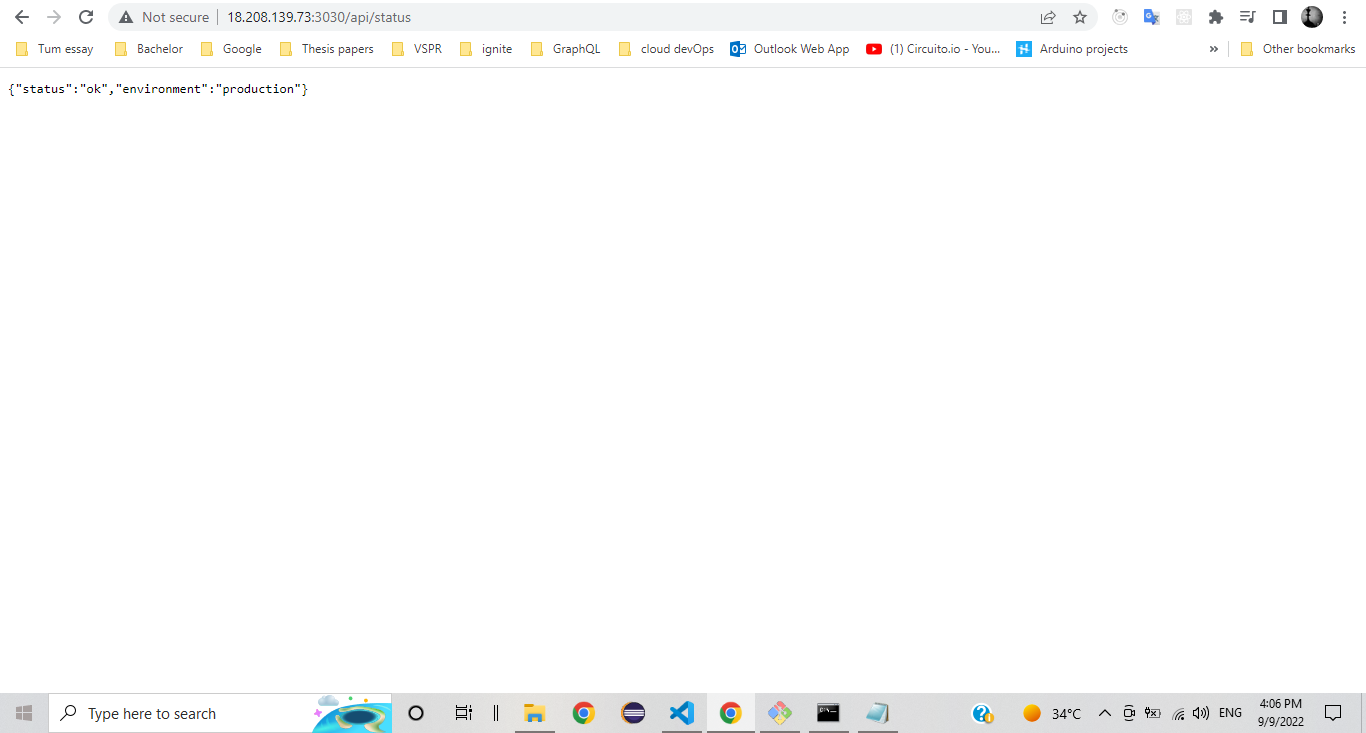 Not secure | 18.208.139.73:3030/api/status
Tum essay Bachelor Google Thesis papers VSPR ignite GraphQL cloud devOps Outlook Web App (1) Circuito.io - You... Arduino projects » Other bookmarks
{"status":"ok","environment":"production"}
Type here to search 34°C ENG 4:06 PM
9/9/2022